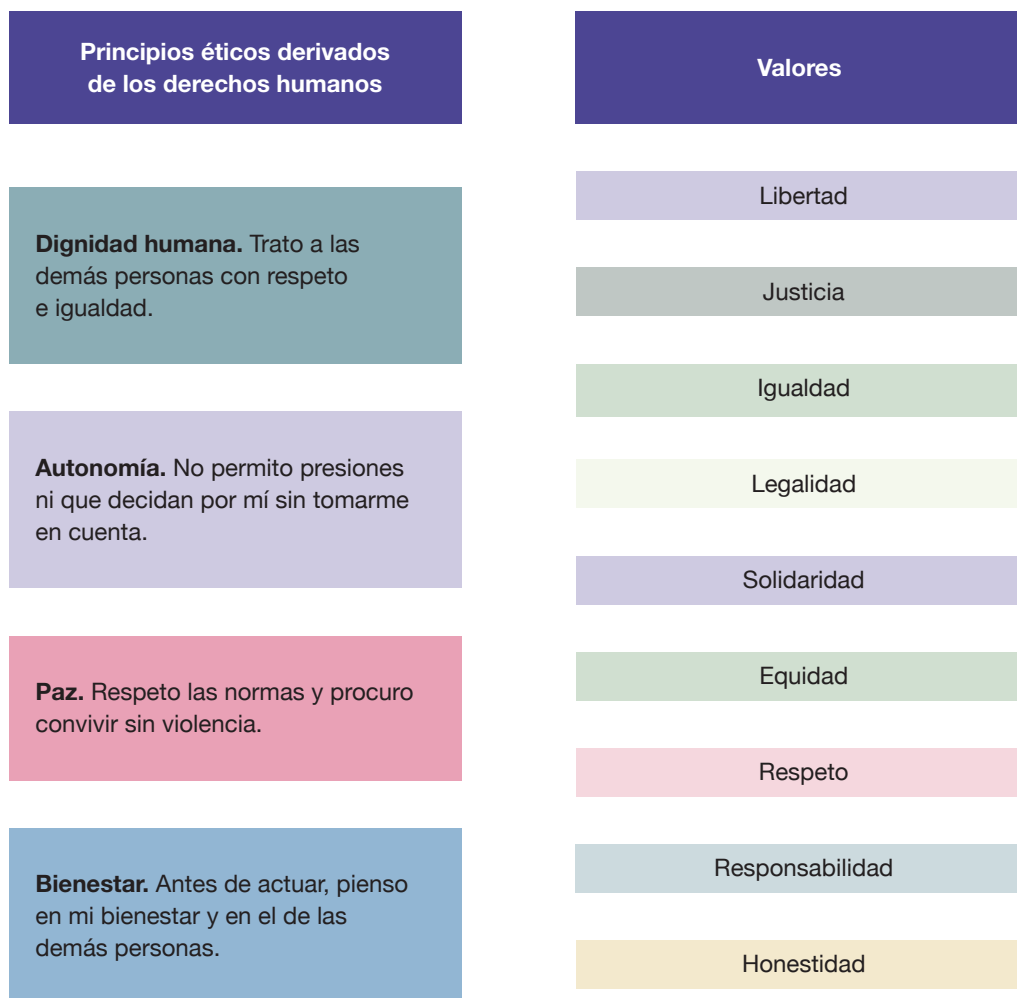 Principios éticos derivados
de los derechos humanos
Dignidad humana. Trato a las
demás personas con respeto
e igualdad.
Autonomía. No permito presiones
ni que decidan por mí sin tomarme
en cuenta.
Paz. Respeto las normas y procuro
convivir sin violencia.
Bienestar. Antes de actuar, pienso
en mi bienestar y en el de las
demás personas.
Valores
Libertad
Justicia
Igualdad
Legalidad
Solidaridad
Equidad
Respeto
Responsabilidad
Honestidad